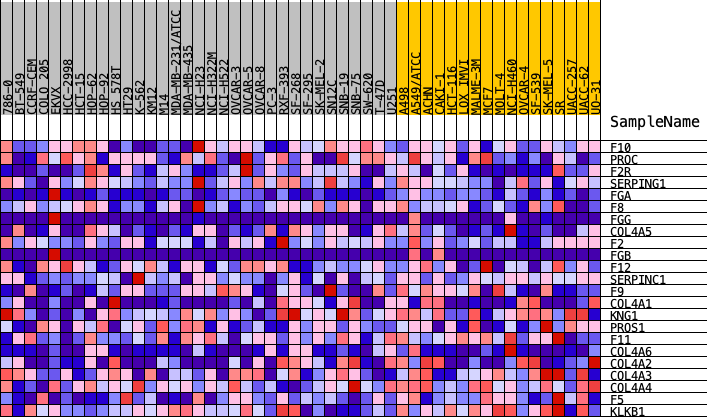 786-0
BT-549
CCRF-CEM
COLO 205
EKVX
HCC-2998
HCT-15
HOP-62
HOP-92
HS 578T
HT29
K-562
KM12
M14
MDA-MB-231/ATCC
MDA-MB-435
NCI-H23
NCI-H322M
NCI-H522
OVCAR-3
OVCAR-5
OVCAR-8
PC-3
RXF-393
SF-268
SF-295
SK-MEL-2
SN12C
SNB-19
SNB-75
SW-620
T-47D
U251
A498
A549/ATCC
ACHN
CAKI-1
HCT-116
LOX IMVI
MALME-3M
MCF7
MOLT-4
NCI-H460
OVCAR-4
SF-539
SK-MEL-5
SR
UACC-257
UACC-62
UO-31
SampleName
F10
PROC
F2R
SERPING1
FGA
F8
FGG
COL4A5
F2
FGB
F12
SERPINC1
F9
COL4A1
KNG1
PROS1
F11
COL4A6
COL4A2
COL4A3
COL4A4
F5
KLKB1